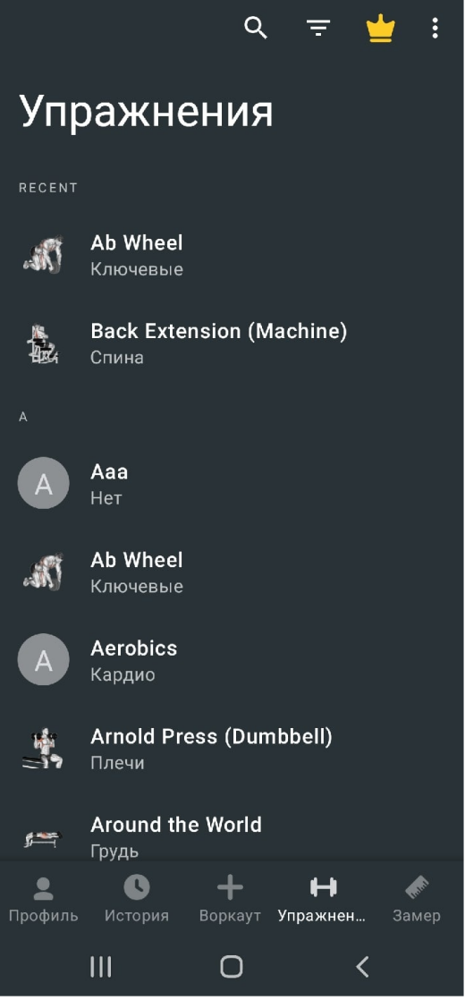 Упражнения
RECENT
Ab Wheel
Ключевые
Back Extension (Machine)
Спина
A
A
Aaa
Нет
Ab Wheel
Ключевые
A
Aerobics
Кардио
Arnold Press (Dumbbell)
Плечи
Around the World
Грудь
Профиль История Воркаут Упражнен... Замер